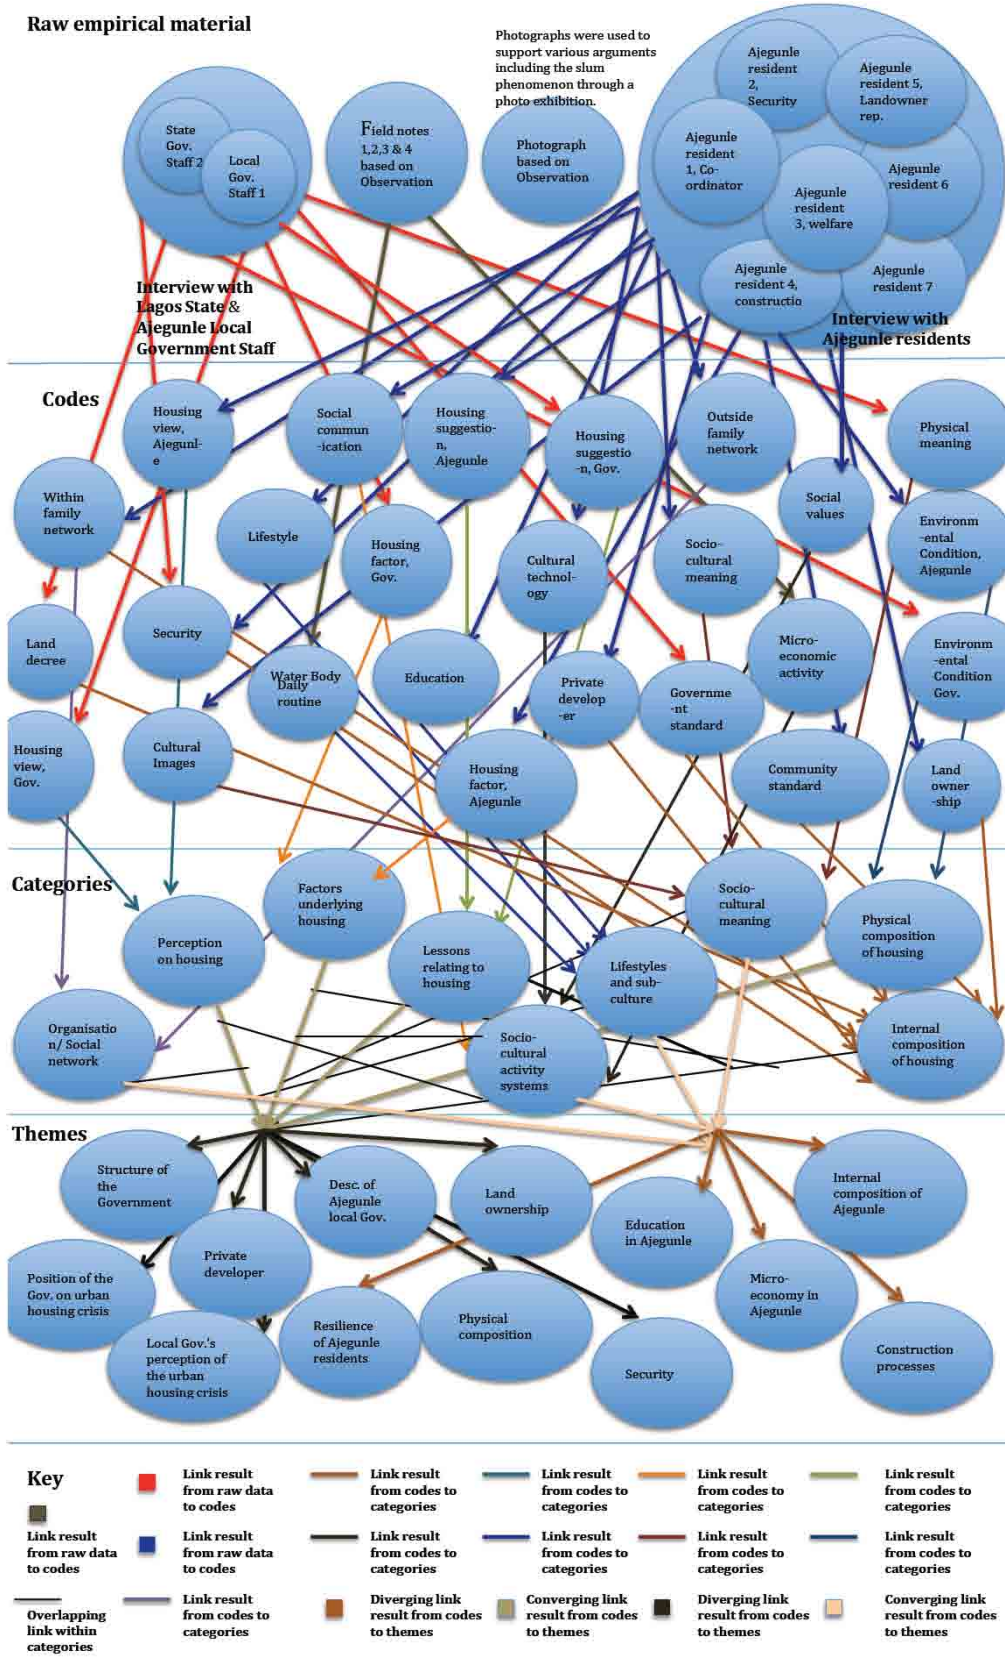 Raw empirical material
Photographs were used to
support various arguments
including the slum
phenomenon through a
photo exhibition.
State
Gov.
Staff 2
Local
Gov.
Staff 1
Field notes
1,2,3 & 4
based on
Observation
Photograph
based on
Observation
Ajegunle
resident
2,
Security
Ajegunle
resident 5,
Landowner
rep.
Ajegunle
resident
1, Co-
ordinator
Ajegunle
resident 6
Ajegunle
resident
3, welfare
Ajegunle
resident 4,
constructio
Ajegunle
resident 7
Interview with
Lagos State &
Ajegunle Local
Government Staff
Interview with
Ajegunle residents
Codes
Housing
view,
Ajegunl-
e
Social
commun
-ication
Housing
suggestio-
n,
Ajegunle
Housing
suggestio
-n, Gov.
Outside
family
network
Physical
meaning
Within
family
network
Lifestyle
Housing
factor,
Gov.
Cultural
technol-
ogy
Socio-
cultural
meaning
Social
values
Environm
-ental
Condition,
Ajegunle
Land
decree
Security
Water Body
Daily
routine
Education
Private
develop
-er
Governme
-nt
standard
Micro-
economic
activity
Environm
-ental
Condition
Gov.
Housing
view,
Gov.
Cultural
Images
Housing
factor,
Ajegunle
Community
standard
Land
owner
-ship
Categories
Perception
on housing
Factors
underlying
housing
Lessons
relating to
housing
Lifestyles
and sub-
culture
Socio-
cultural
meaning
Physical
composition
of housing
Organisatio
n/ Social
network
Socio-
cultural
activity
systems
Internal
composition
of housing
Themes
Structure of
the
Government
Desc. of
Ajegunle
local Gov.
Land
ownership
Education
in Ajegunle
Internal
composition of
Ajegunle
Position of the
Gov. on urban
housing crisis
Private
developer
Local Gov.'s
perception of
the urban
housing crisis
Resilience
of Ajegunle
residents
Physical
composition
Security
Micro-
economy in
Ajegunle
Construction
processes
Key
Link result
from raw data
to codes
Link result
from codes to
categories
Link result
from codes to
categories
Link result
from codes to
categories
Link result
from codes to
categories
Link result
from raw data
to codes
Link result
from raw data
to codes
Link result
from codes to
categories
Link result
from codes to
categories
Link result
from codes to
categories
Link result
from codes to
categories
Overlapping
link within
categories
Link result
from codes to
categories
Diverging link
result from codes
to themes
Converging link
result from codes
to themes
Diverging link
result from codes
to themes
Converging link
result from codes
to themes